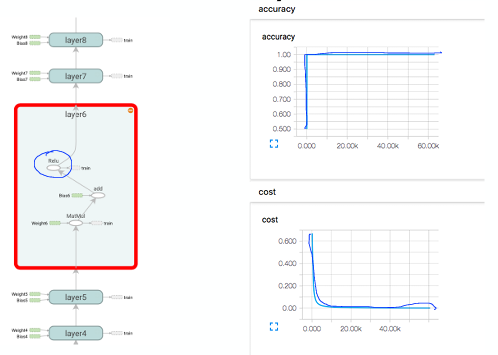 Weight8
Bias8
layer8
train
Weight7
Bias7
layer7
train
layer6
Relu
train
add
Bias6
MatMul
Weight6
train
Weight5
Bias5
layer5
train
Weight4
Bias4
layer4
train
accuracy
accuracy
1.00
0.900
0.800
0.700
0.600
0.500
0.000
20.00k
40.00k
60.00k
cost
cost
0.600
0.400
0.200
0.00
0.000
20.00k
40.00k